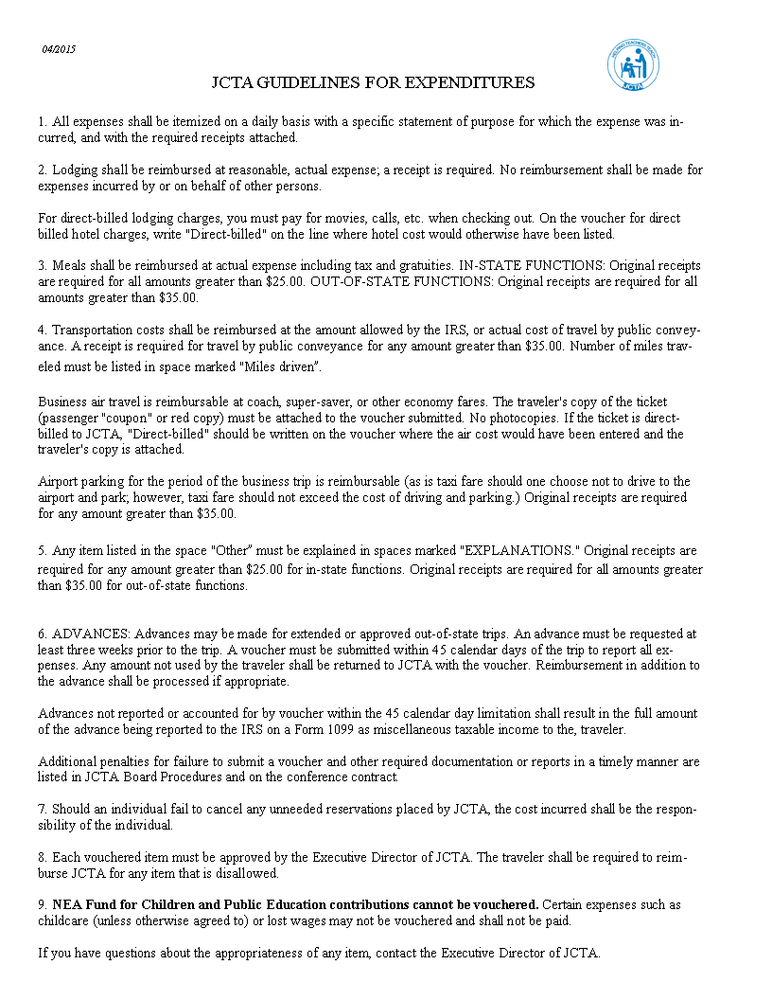 04/2015
HELPING TEACHERS TEACH
JCTA
JCTA GUIDELINES FOR EXPENDITURES
1. All expenses shall be itemized on a daily basis with a specific statement of purpose for which the expense was in-
curred, and with the required receipts attached.
2. Lodging shall be reimbursed at reasonable, actual expense; a receipt is required. No reimbursement shall be made for
expenses incurred by or on behalf of other persons.
For direct-billed lodging charges, you must pay for movies, calls, etc. when checking out. On the voucher for direct
billed hotel charges, write "Direct-billed" on the line where hotel cost would otherwise have been listed.
3. Meals shall be reimbursed at actual expense including tax and gratuities. IN-STATE FUNCTIONS: Original receipts
are required for all amounts greater than $25.00. OUT-OF-STATE FUNCTIONS: Original receipts are required for all
amounts greater than $35.00.
4. Transportation costs shall be reimbursed at the amount allowed by the IRS, or actual cost of travel by public convey-
ance. A receipt is required for travel by public conveyance for any amount greater than $35.00. Number of miles trav-
eled must be listed in space marked "Miles driven”.
Business air travel is reimbursable at coach, super-saver, or other economy fares. The traveler's copy of the ticket
(passenger "coupon" or red copy) must be attached to the voucher submitted. No photocopies. If the ticket is direct-
billed to JCTA, "Direct-billed" should be written on the voucher where the air cost would have been entered and the
traveler's copy is attached.
Airport parking for the period of the business trip is reimbursable (as is taxi fare should one choose not to drive to the
airport and park; however, taxi fare should not exceed the cost of driving and parking.) Original receipts are required
for any amount greater than $35.00.
5. Any item listed in the space "Other” must be explained in spaces marked "EXPLANATIONS." Original receipts are
required for any amount greater than $25.00 for in-state functions. Original receipts are required for all amounts greater
than $35.00 for out-of-state functions.
6. ADVANCES: Advances may be made for extended or approved out-of-state trips. An advance must be requested at
least three weeks prior to the trip. A voucher must be submitted within 45 calendar days of the trip to report all ex-
penses. Any amount not used by the traveler shall be returned to JCTA with the voucher. Reimbursement in addition to
the advance shall be processed if appropriate.
Advances not reported or accounted for by voucher within the 45 calendar day limitation shall result in the full amount
of the advance being reported to the IRS on a Form 1099 as miscellaneous taxable income to the, traveler.
Additional penalties for failure to submit a voucher and other required documentation or reports in a timely manner are
listed in JCTA Board Procedures and on the conference contract.
7. Should an individual fail to cancel any unneeded reservations placed by JCTA, the cost incurred shall be the respon-
sibility of the individual.
8. Each vouchered item must be approved by the Executive Director of JCTA. The traveler shall be required to reim-
burse JCTA for any item that is disallowed.
9. NEA Fund for Children and Public Education contributions cannot be vouchered. Certain expenses such as
childcare (unless otherwise agreed to) or lost wages may not be vouchered and shall not be paid.
If you have questions about the appropriateness of any item, contact the Executive Director of JCTA.